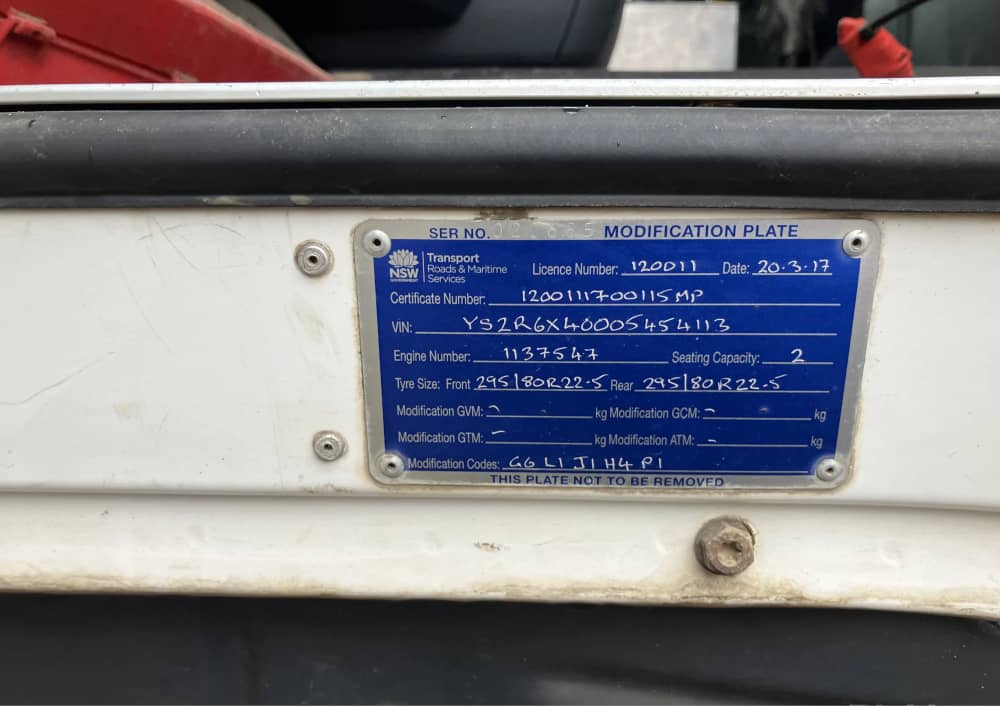 SER NO. MODIFICATION PLATE
NSW GOVERNMENT Transport Roads & Maritime Services
Licence Number: 120011 Date: 20.3.17
Certificate Number: 1200111700115MP
VIN: YS2R6X40005454113
Engine Number: 1137547 Seating Capacity: 2
Tyre Size: Front 295/80R22.5 Rear 295/80R22.5
Modification GVM: - kg Modification GCM: - kg
Modification GTM: - kg Modification ATM: - kg
Modification Codes: G6 L1 J1 H4 P1
THIS PLATE NOT TO BE REMOVED